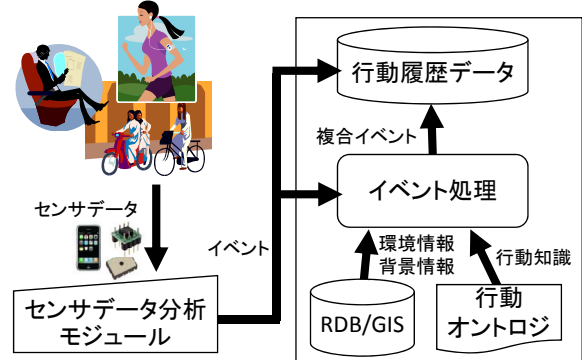 行動履歴データ
複合イベント
イベント処理
センサデータ
イベント
環境情報
背景情報
行動知識
センサデータ分析
モジュール
RDB/GIS
行動
オントロジ